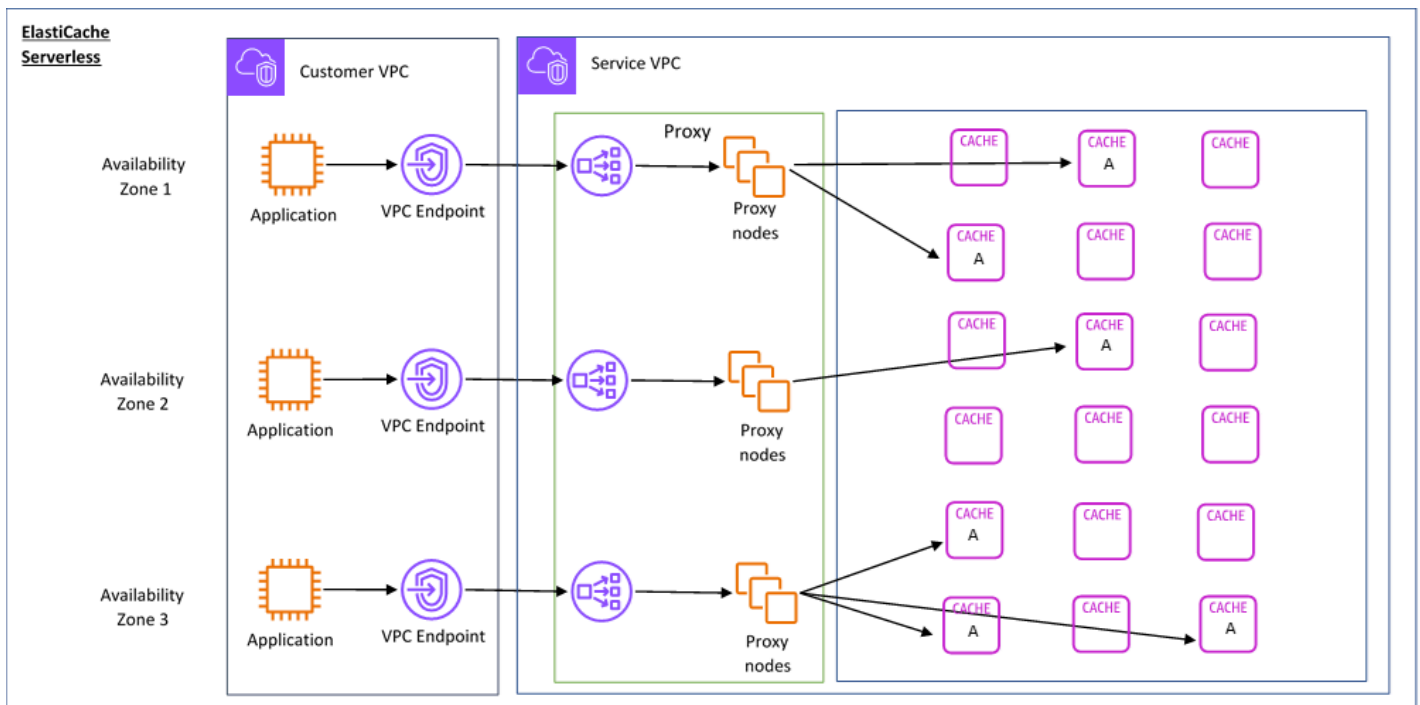 ElastiCache
Serverless
Customer VPC
Service VPC
Availability
Zone 1
Application
VPC Endpoint
Proxy
Proxy
nodes
CACHE
CACHE
A
CACHE
CACHE
A
CACHE
CACHE
Availability
Zone 2
Application
VPC Endpoint
Proxy
nodes
CACHE
CACHE
A
CACHE
CACHE
CACHE
CACHE
Availability
Zone 3
Application
VPC Endpoint
Proxy
nodes
CACHE
A
CACHE
CACHE
CACHE
A
CACHE
CACHE
A